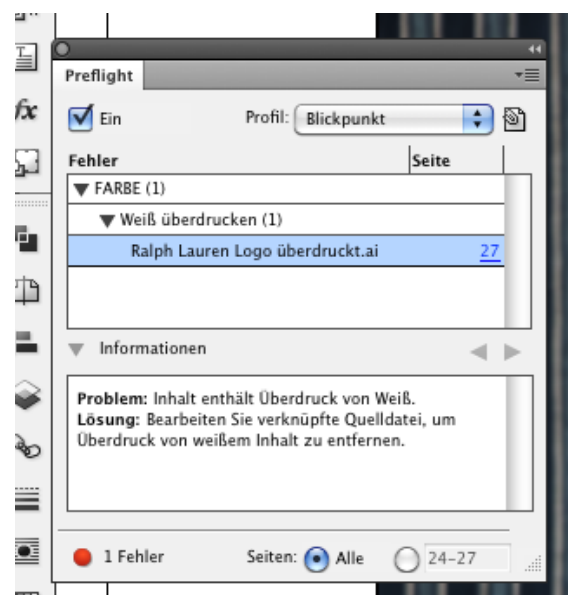 Preflight
Ein
Profil: Blickpunkt
Fehler Seite
FARBE (1)
Weiß überdrucken (1)
Ralph Lauren Logo überdruckt.ai 27
Informationen
Problem: Inhalt enthält Überdruck von Weiß.
Lösung: Bearbeiten Sie verknüpfte Quelldatei, um
Überdruck von weißem Inhalt zu entfernen.
1 Fehler Seiten: Alle 24–27